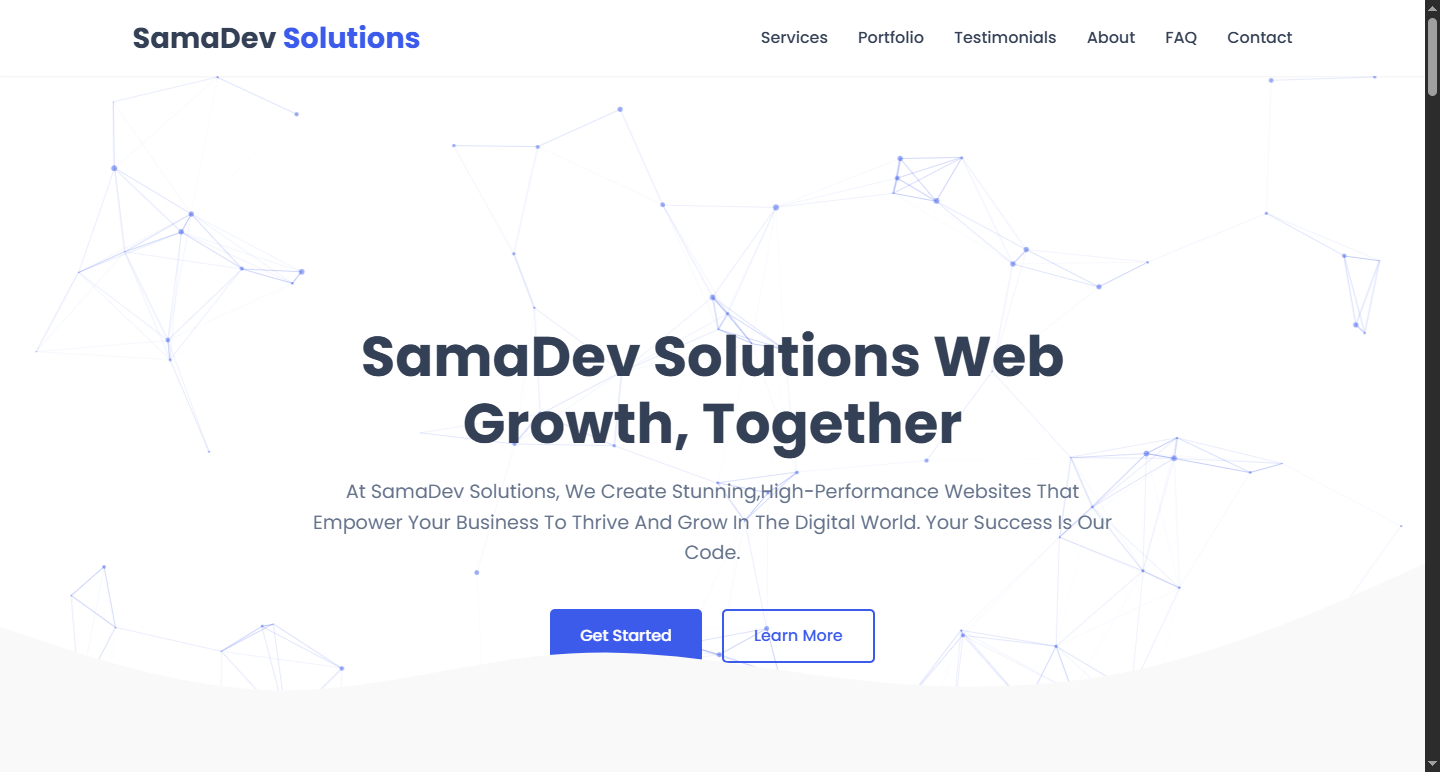 SamaDev Solutions
Services
Portfolio
Testimonials
About
FAQ
Contact
SamaDev Solutions Web
Growth, Together
At SamaDev Solutions, We Create Stunning,High-Performance Websites That
Empower Your Business To Thrive And Grow In The Digital World. Your Success Is Our
Code.
Get Started
Learn More